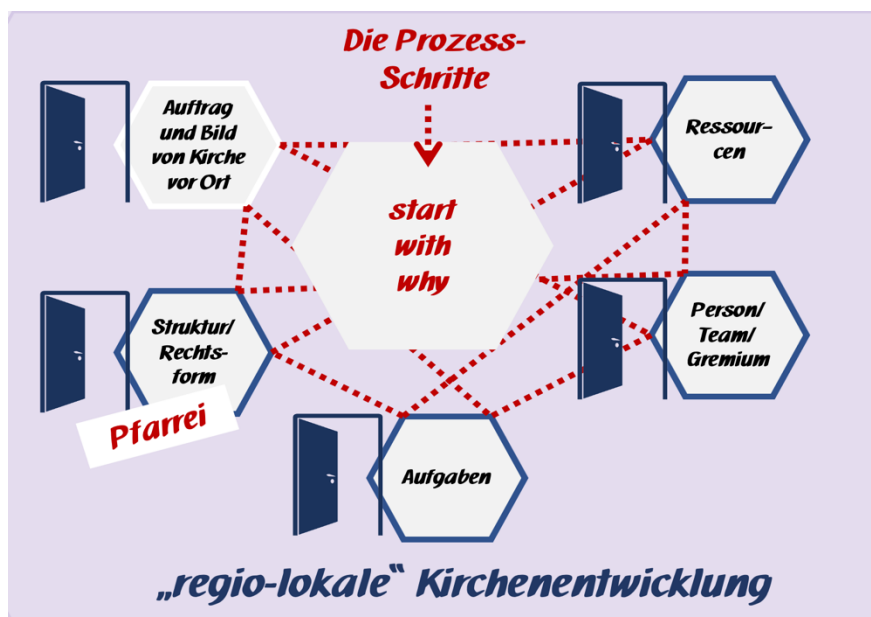 Die Prozess-
Schritte
Auftrag
und Bild
von Kirche
vor Ort
Ressour-
cen
start
with
why
Struktur/
Rechts-
form
Pfarrei
Person/
Team/
Gremium
Aufgaben
„regio-lokale“ Kirchenentwicklung